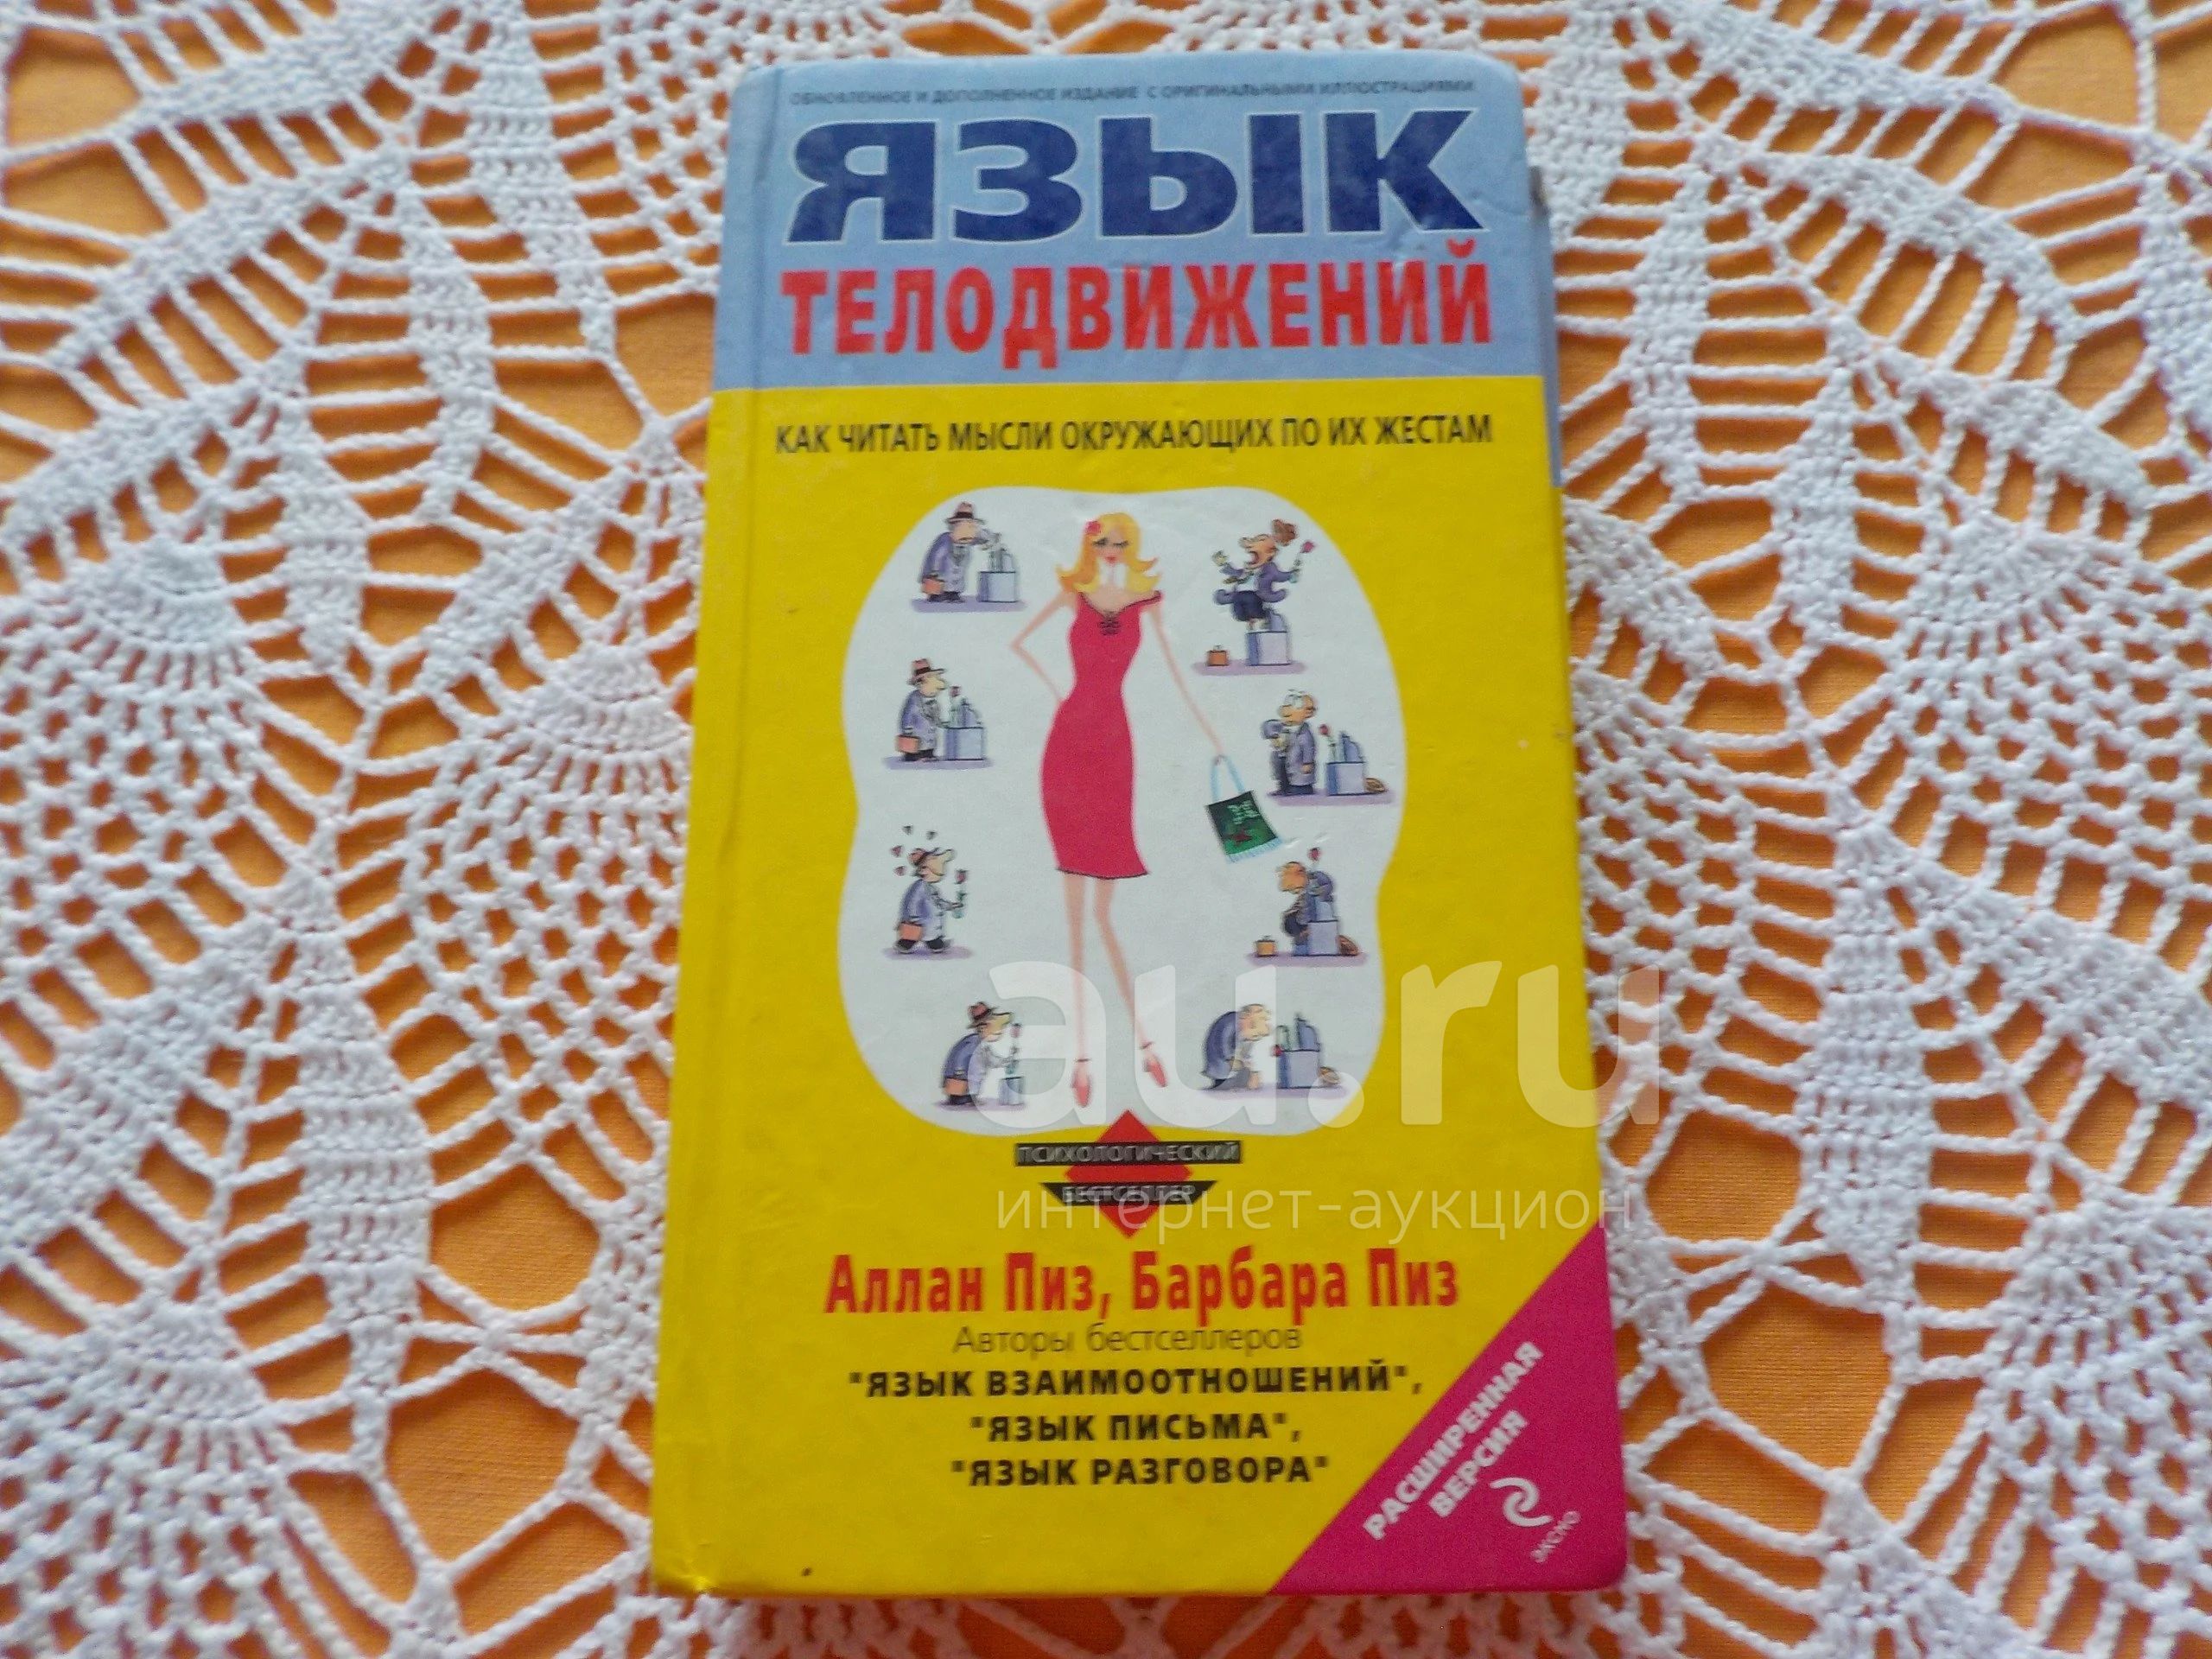 ОБНОВЛЕННОЕ И ДОПОЛНЕННОЕ ИЗДАНИЕ С ОРИГИНАЛЬНЫМИ ИЛЛЮСТРАЦИЯМИ
ЯЗЫК
ТЕЛОДВИЖЕНИЙ
КАК ЧИТАТЬ МЫСЛИ ОКРУЖАЮЩИХ ПО ИХ ЖЕСТАМ
au.ru
интернет-аукцион
ПСИХОЛОГИЧЕСКИЙ
БЕСТСЕЛЛЕР
Аллан Пиз, Барбара Пиз
Авторы бестселлеров
"ЯЗЫК ВЗАИМООТНОШЕНИЙ",
"ЯЗЫК ПИСЬМА",
"ЯЗЫК РАЗГОВОРА"
РАСШИРЕННАЯ
ВЕРСИЯ
ЭКСМО